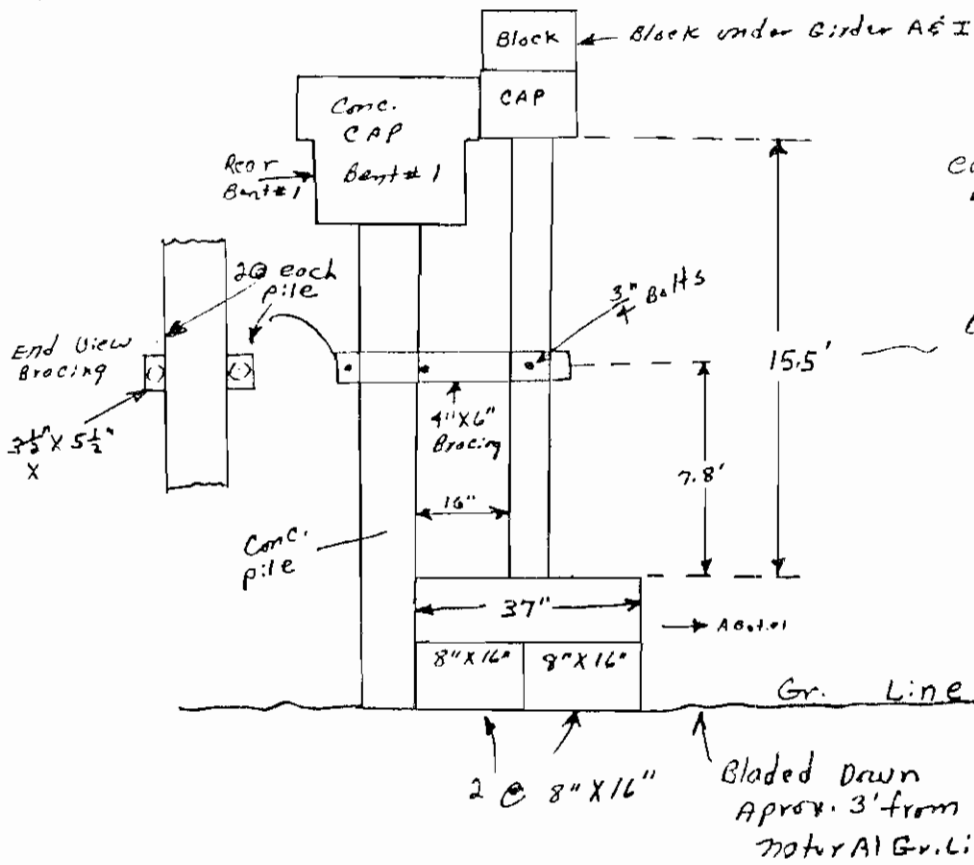 Block
Block under Girder A & I
CAP
Conc.
CAP
Bent # 1
Rear
Bent # 1
2@ each
pile
3/4" Bolts
End View
Bracing
15.5'
3 1/2" X 5 1/2"
X
4" X 6"
Bracing
7.8'
16"
Conc.
pile
37"
8" X 16"
8" X 16"
Gr. Line
2 @ 8" X 16"
Bladed Down
Aprox. 3' from
noturAl Gr. Li